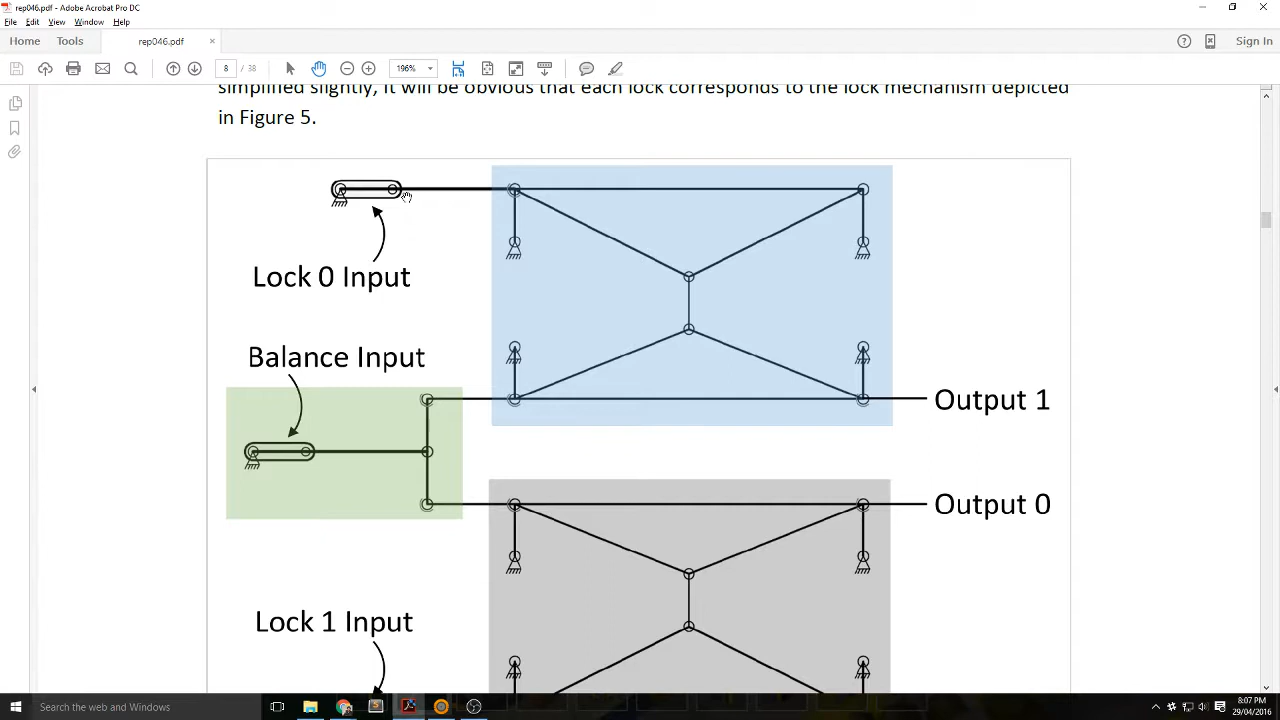 rep046.pdf - Adobe Acrobat Pro DC
File Edit View Window Help
Home Tools rep046.pdf × Sign In
8 / 38 196%
simplified slightly, it will be obvious that each lock corresponds to the lock mechanism depicted
in Figure 5.
Lock 0 Input
Balance Input
Output 1
Output 0
Lock 1 Input
Search the web and Windows
8:07 PM
29/04/2016